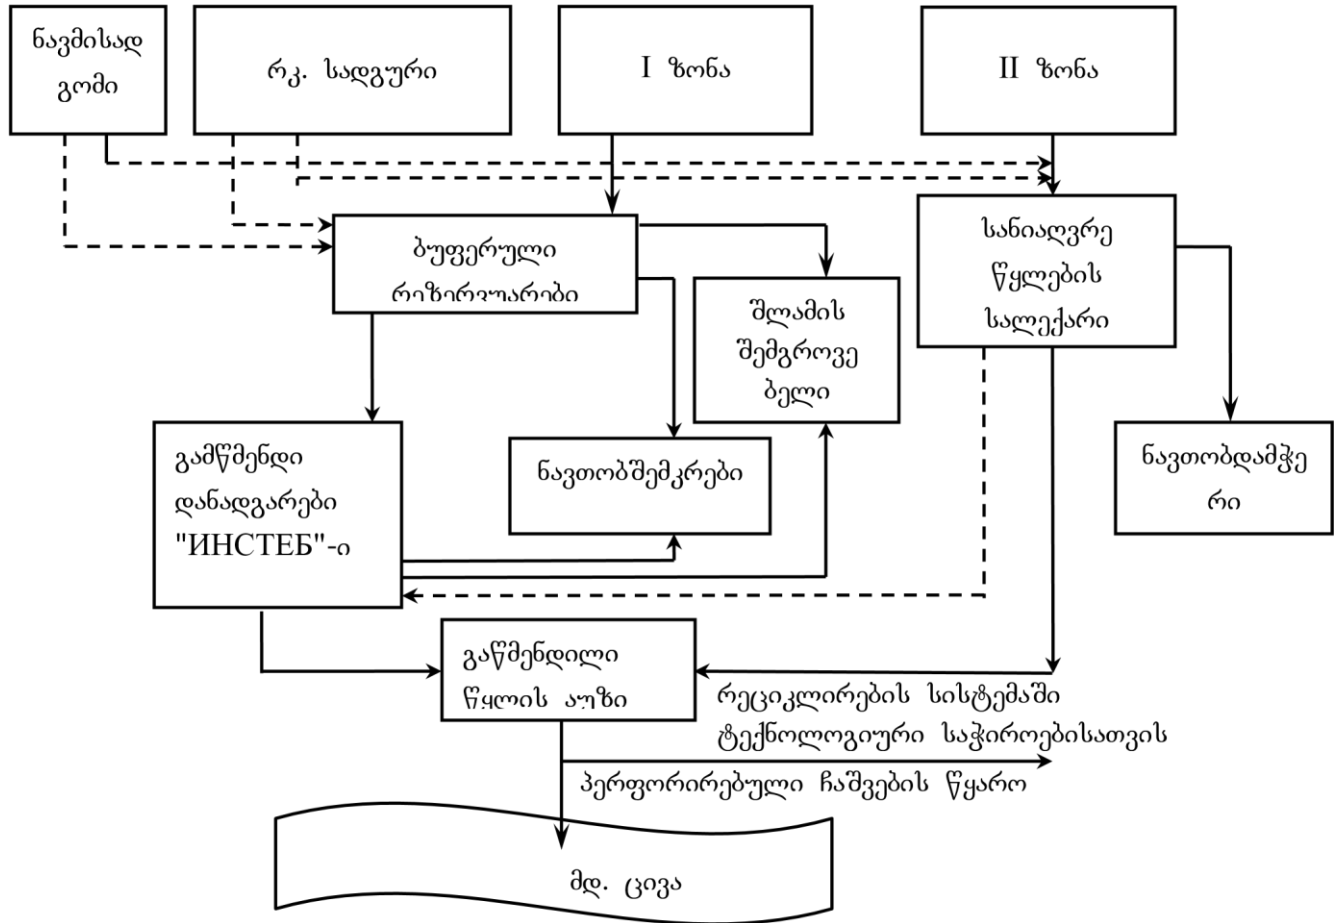 ნავმისად
გომი
რკ. სადგური
I ზონა
II ზონა
ბუფერული
რეზერვუარები
სანიაღვრე
წყლების
სალექარი
შლამის
შემგროვე
ბელი
გამწმენდი
დანადგარები
"ИНСТЕБ"-ი
ნავთობშემკრები
ნავთობდამჭე
რი
გაწმენდილი
წყლის აუზი
რეციკლირების სისტემაში
ტექნოლოგიური საჭიროებისათვის
პერფორირებული ჩაშვების წყარო
მდ. ცივა